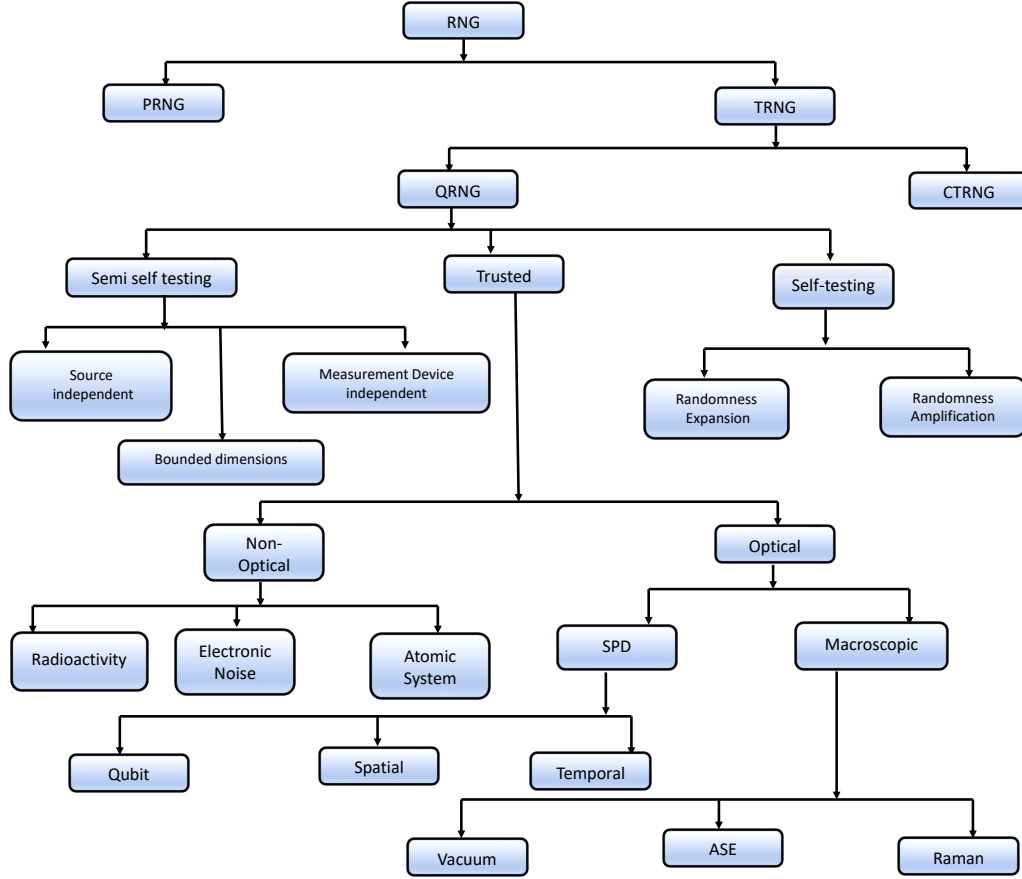 RNG
PRNG
TRNG
QRNG
CTRNG
Semi self testing
Trusted
Self-testing
Source
independent
Measurement Device
independent
Randomness
Expansion
Randomness
Amplification
Bounded dimensions
Non-
Optical
Optical
Radioactivity
Electronic
Noise
Atomic
System
SPD
Macroscopic
Qubit
Spatial
Temporal
Vacuum
ASE
Raman